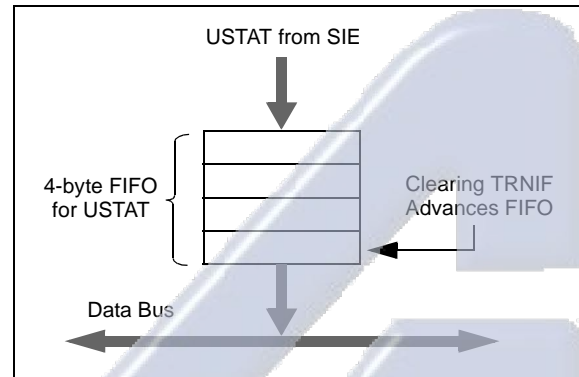 USTAT from SIE
4-byte FIFO
for USTAT
Clearing TRNIF
Advances FIFO
Data Bus